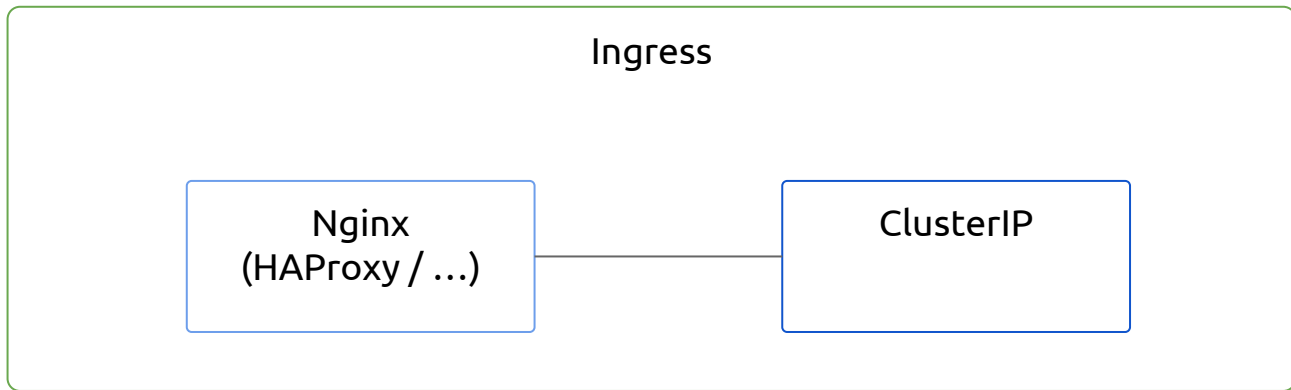 Ingress
Nginx
(HAProxy / …)
ClusterIP